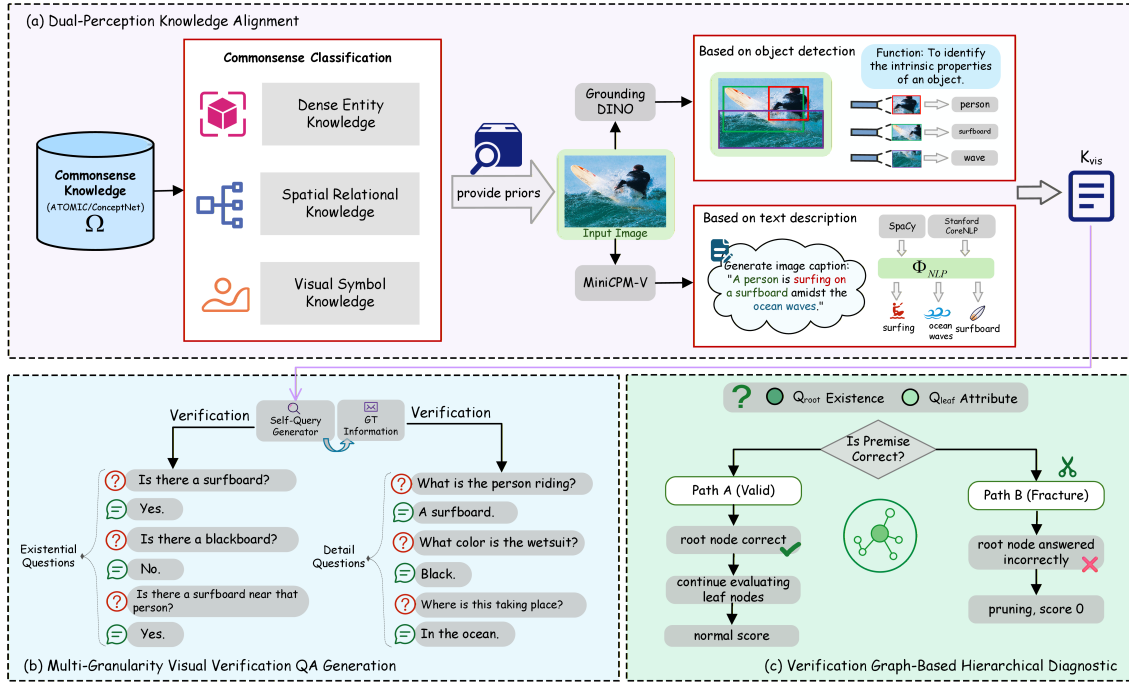 (a) Dual-Perception Knowledge Alignment
Commonsense
Knowledge
(ATOMIC/ConceptNet)
Ω
Commonsense Classification
Dense Entity
Knowledge
Spatial Relational
Knowledge
Visual Symbol
Knowledge
provide priors
Grounding
DINO
Input Image
MiniCPM-V
Based on object detection
Function: To identify
the intrinsic properties
of an object.
person
surfboard
wave
Based on text description
Generate image caption:
"A person is surfing on
a surfboard amidst the
ocean waves."
SpaCy
Stanford
CoreNLP
Φ_NLP
surfing
ocean
waves
surfboard
K_vis
Verification
Self-Query
Generator
GT
Information
Verification
Existential
Questions
Is there a surfboard?
Yes.
Is there a blackboard?
No.
Is there a surfboard near that
person?
Yes.
Detail
Questions
What is the person riding?
A surfboard.
What color is the wetsuit?
Black.
Where is this taking place?
In the ocean.
(b) Multi-Granularity Visual Verification QA Generation
? Q_root Existence Q_leaf Attribute
Is Premise
Correct?
Path A (Valid)
root node correct
continue evaluating
leaf nodes
normal score
Path B (Fracture)
root node answered
incorrectly
pruning, score 0
(c) Verification Graph-Based Hierarchical Diagnostic